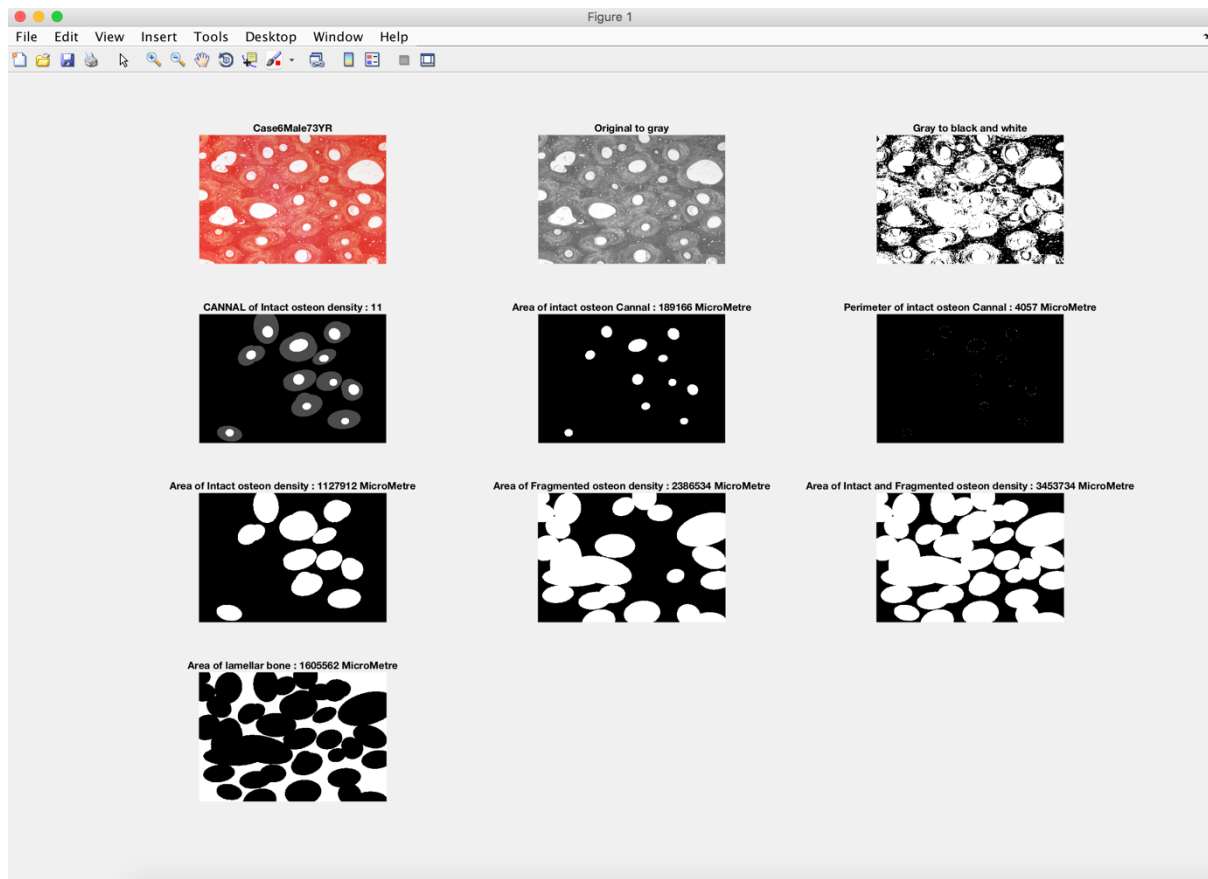 Figure 1
File Edit View Insert Tools Desktop Window Help
Case6Male73YR
Original to gray
Gray to black and white
CANNAL of Intact osteon density : 11
Area of intact osteon Cannal : 189166 MicroMetre
Perimeter of intact osteon Cannal : 4057 MicroMetre
Area of Intact osteon density : 1127912 MicroMetre
Area of Fragmented osteon density : 2386534 MicroMetre
Area of Intact and Fragmented osteon density : 3453734 MicroMetre
Area of lamellar bone : 1605562 MicroMetre